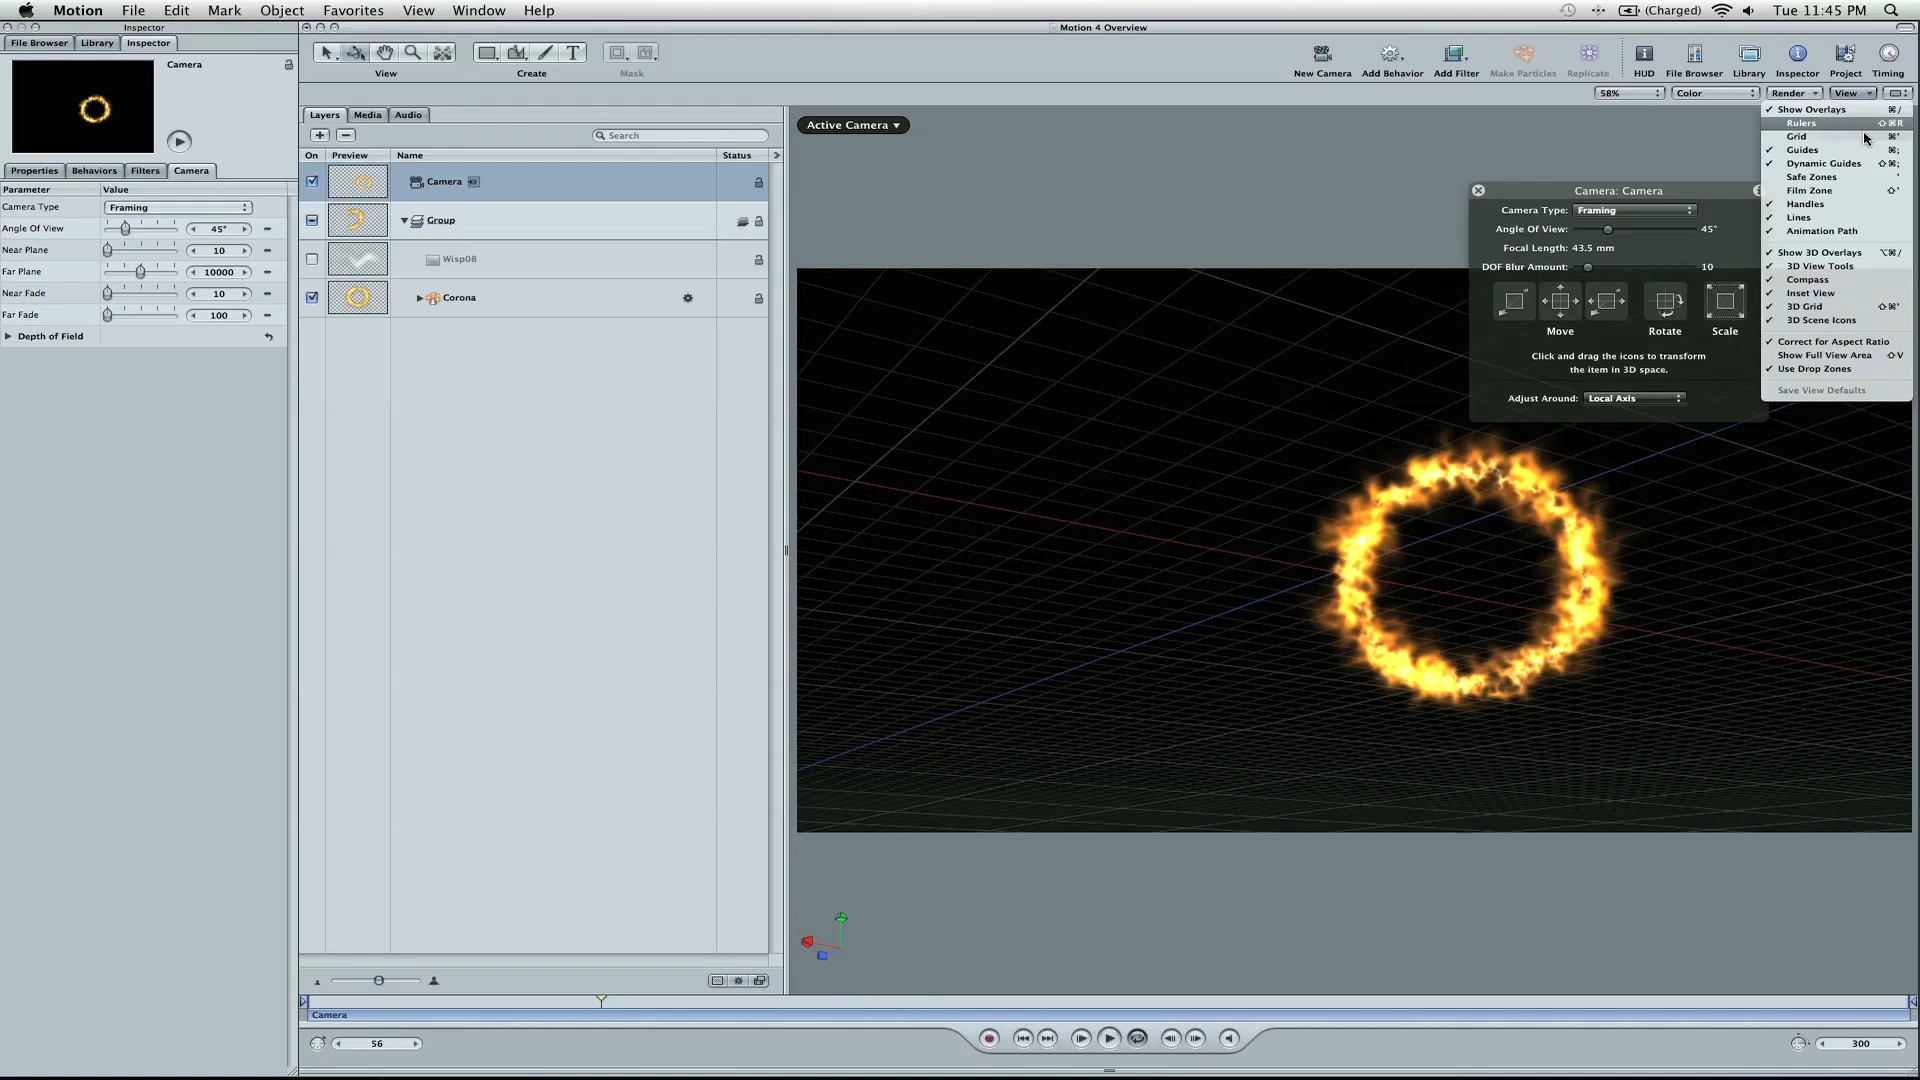 Motion File Edit Mark Object Favorites View Window Help (Charged) Tue 11:45 PM
Inspector
Motion 4 Overview
File Browser Library Inspector
Camera
View Create Mask
New Camera Add Behavior Add Filter Make Particles Replicate HUD File Browser Library Inspector Project Timing
58% Color Render View
Layers Media Audio
Search
On Preview Name Status
Camera
Group
Wisp08
Corona
Properties Behaviors Filters Camera
Parameter Value
Camera Type Framing
Angle Of View 45°
Near Plane 10
Far Plane 10000
Near Fade 10
Far Fade 100
Depth of Field
Active Camera
Camera: Camera
Camera Type: Framing
Angle Of View: 45°
Focal Length: 43.5 mm
DOF Blur Amount: 10
Move Rotate Scale
Click and drag the icons to transform
the item in 3D space.
Adjust Around: Local Axis
Show Overlays ⌘/
Rulers ⇧⌘R
Grid ⌘'
Guides ⌘;
Dynamic Guides ⇧⌘;
Safe Zones '
Film Zone ⇧'
Handles
Lines
Animation Path
Show 3D Overlays ⌥⌘/
3D View Tools
Compass
Inset View
3D Grid ⇧⌘'
3D Scene Icons
Correct for Aspect Ratio
Show Full View Area ⇧V
Use Drop Zones
Save View Defaults
Camera
56
300